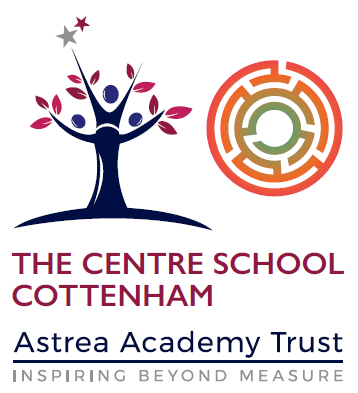 THE CENTRE SCHOOL
COTTENHAM
Astrea Academy Trust
INSPIRING BEYOND MEASURE